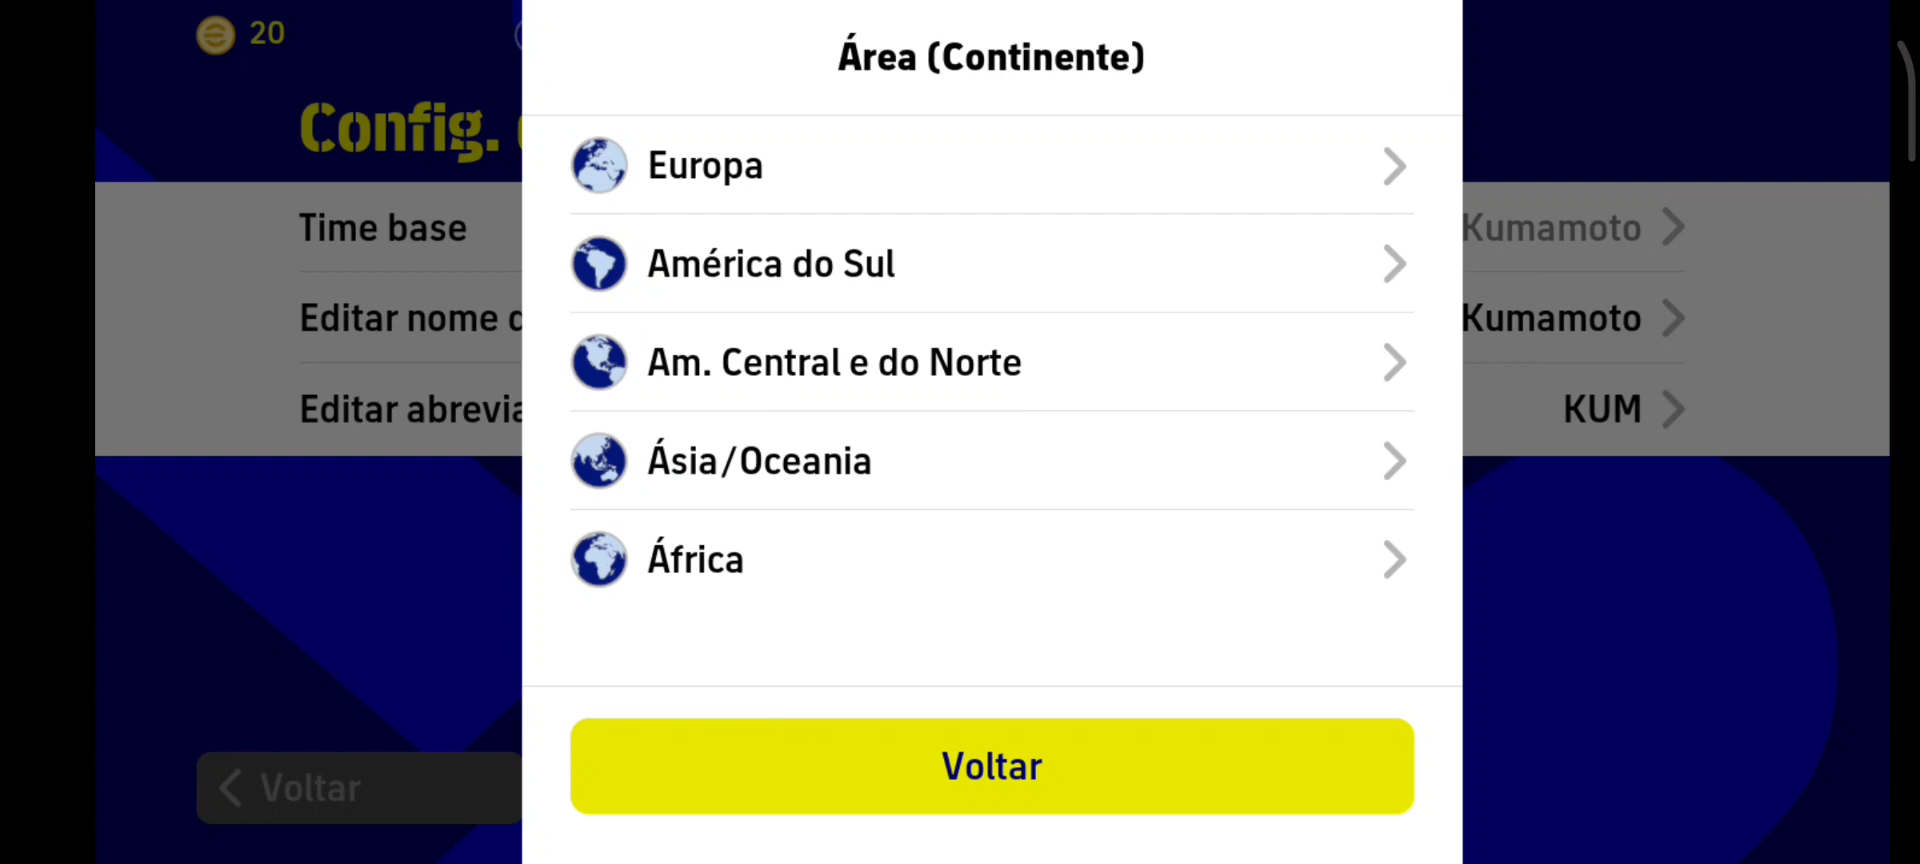 20
Config.
Área (Continente)
Europa
América do Sul
Am. Central e do Norte
Ásia/Oceania
África
Voltar
Time base
Kumamoto
Editar nome
Kumamoto
Editar
KUM
Voltar